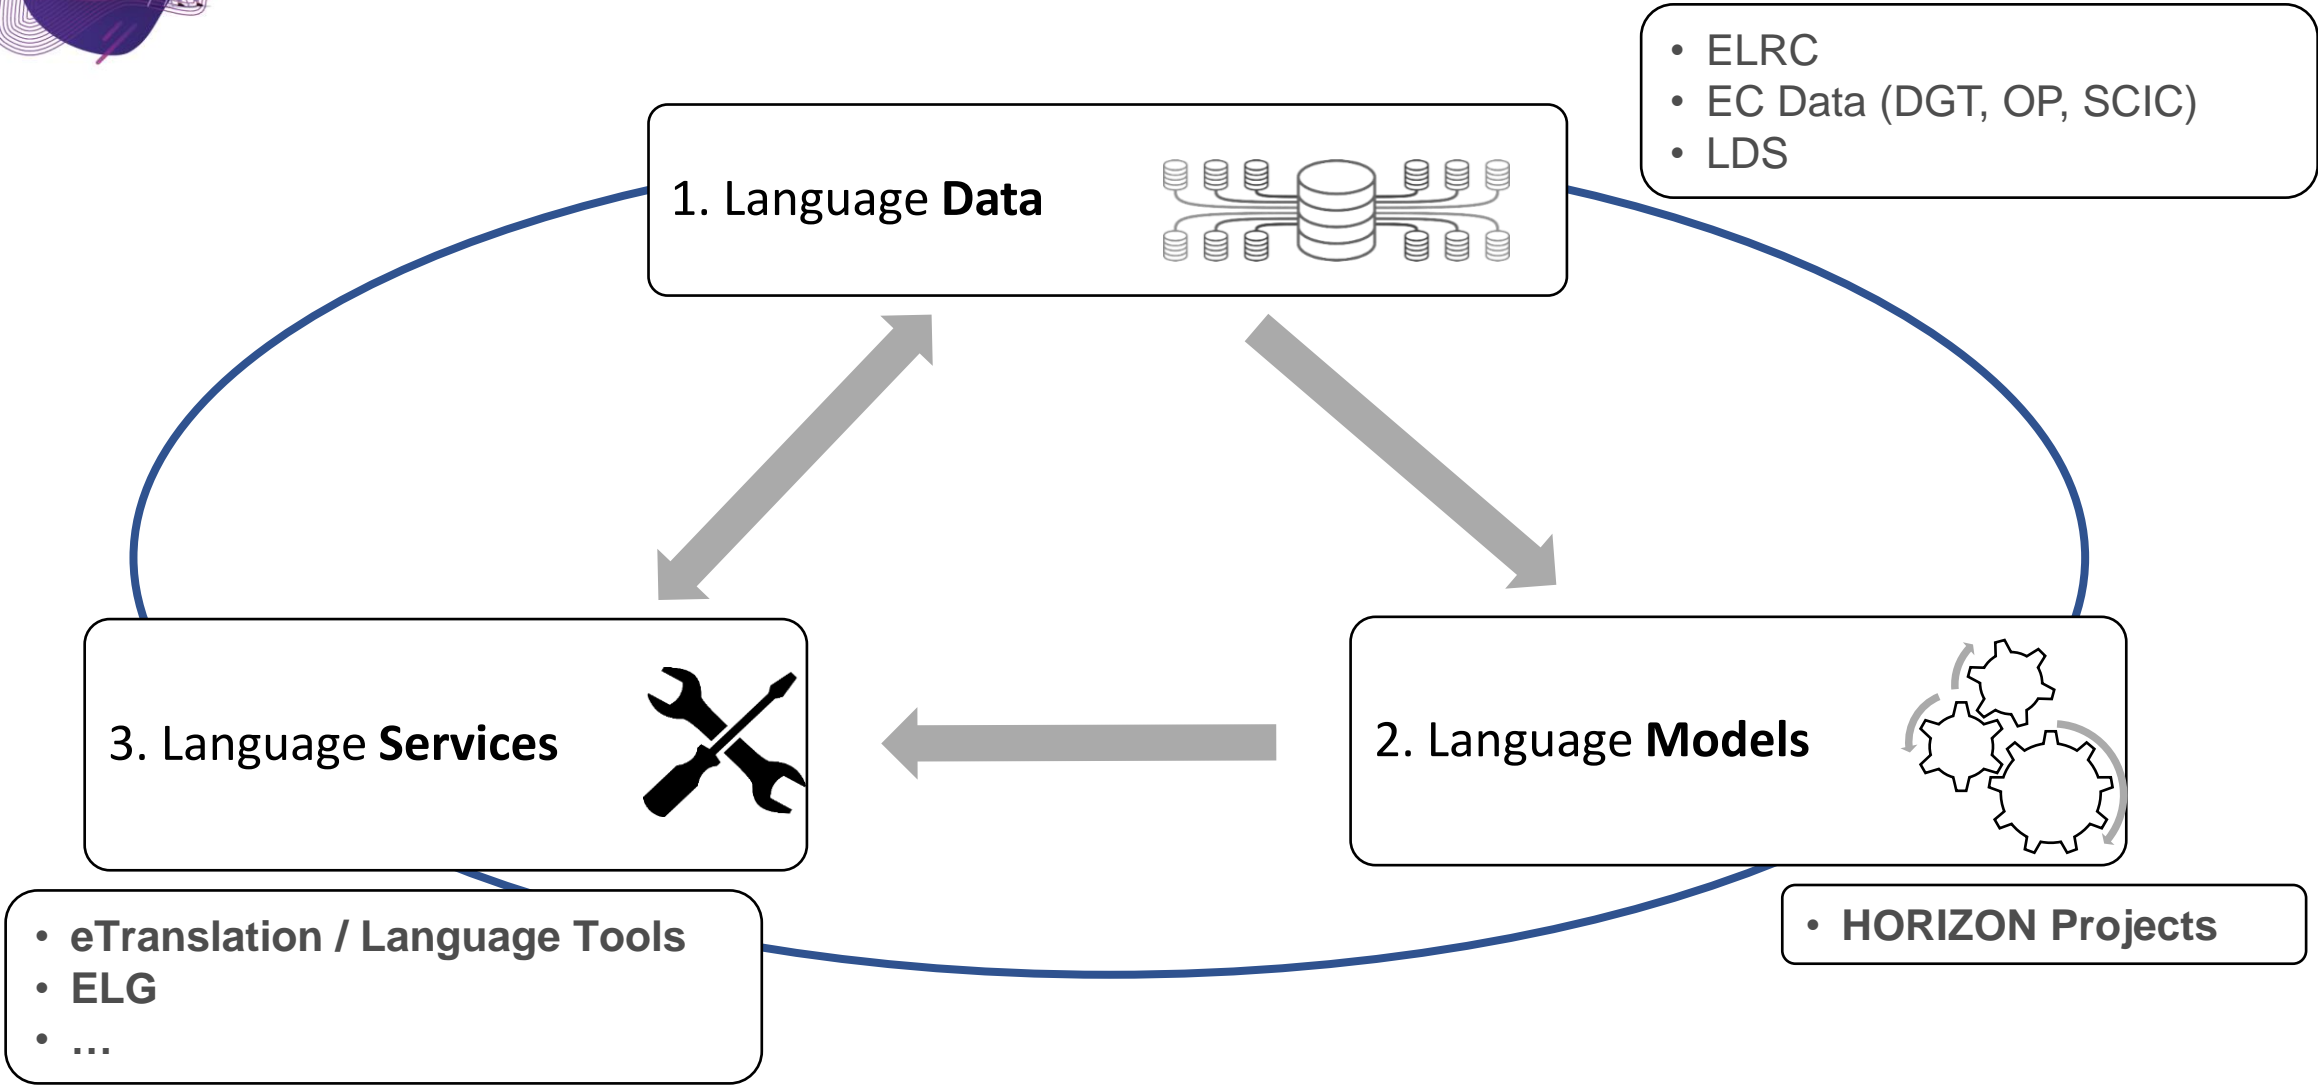 • ELRC
• EC Data (DGT, OP, SCIC)
• LDS
1. Language Data
3. Language Services
2. Language Models
• eTranslation / Language Tools
• ELG
• …
• HORIZON Projects